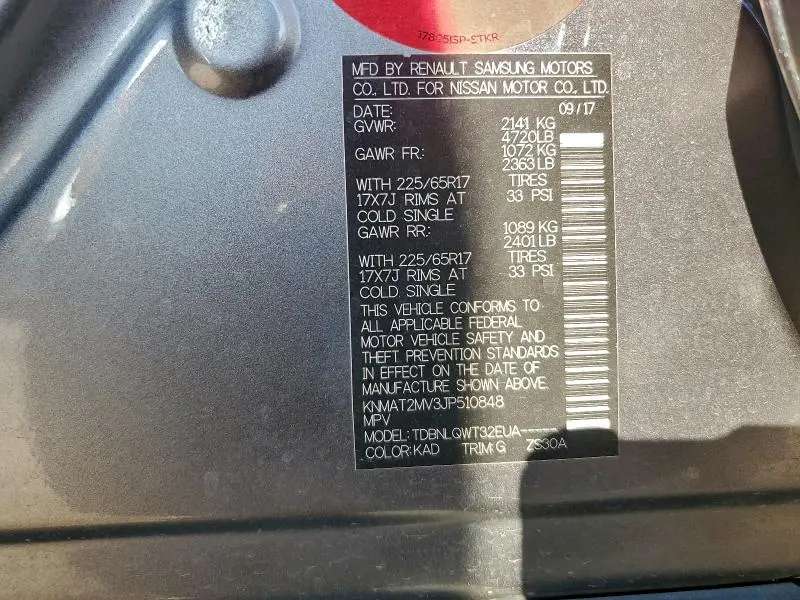 MFD BY RENAULT SAMSUNG MOTORS
CO., LTD. FOR NISSAN MOTOR CO., LTD.
DATE: 09/17
GVWR: 2141 KG
4720LB
GAWR FR.: 1072 KG
2363 LB
WITH 225/65R17 TIRES
17X7J RIMS AT 33 PSI
COLD SINGLE
GAWR RR.: 1089 KG
2401 LB
WITH 225/65R17 TIRES
17X7J RIMS AT 33 PSI
COLD SINGLE
THIS VEHICLE CONFORMS TO
ALL APPLICABLE FEDERAL
MOTOR VEHICLE SAFETY AND
THEFT PREVENTION STANDARDS
IN EFFECT ON THE DATE OF
MANUFACTURE SHOWN ABOVE.
KNMAT2MV3JP510848
MPV
MODEL: TDBNLQWT32EUA-----
COLOR: KAD TRIM: G ZS30A